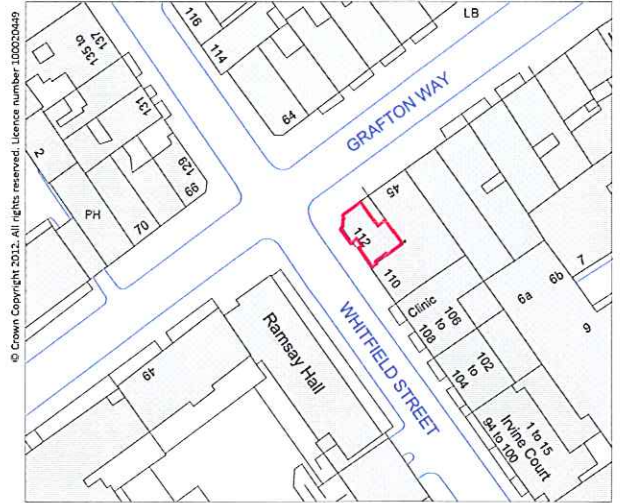 © Crown Copyright 2012. All rights reserved. Licence number 100020449
LB
116
114
64
135 to
137
131
129
66
2
PH
70
GRAFTON WAY
45
112
110
Clinic
106
to
108
102
to
104
6a
6b
7
9
1 to 15
Irvine Court
94 to 100
WHITFIELD STREET
Ramsay Hall
49